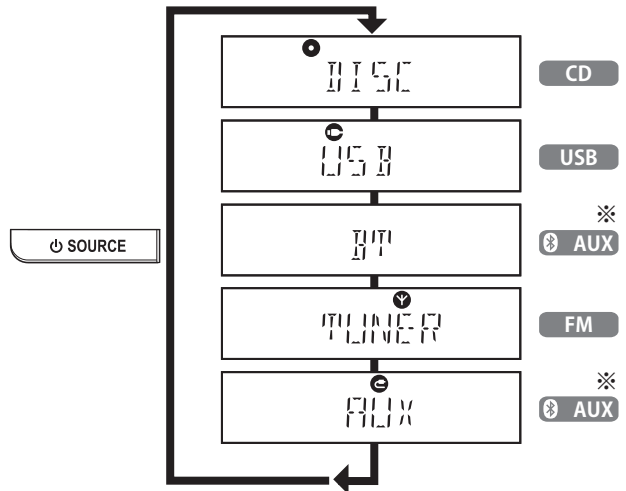 DISC
CD
USB
USB
※
BT
AUX
SOURCE
TUNER
FM
※
AUX
AUX